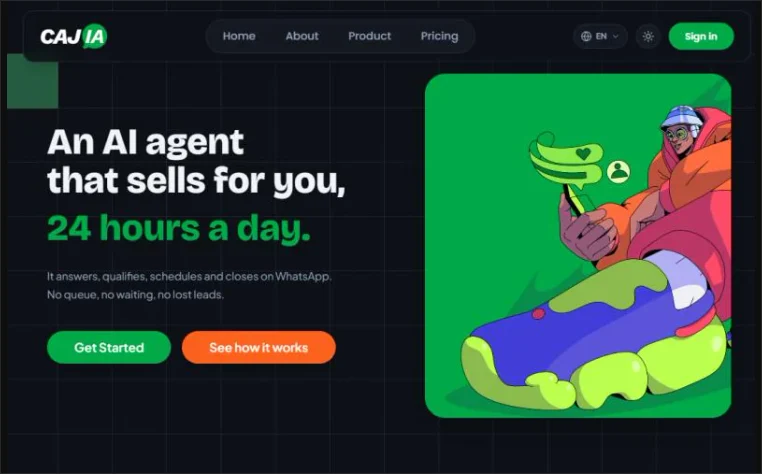 CAJ IA
Home About Product Pricing
EN
Sign in
An AI agent
that sells for you,
24 hours a day.
It answers, qualifies, schedules and closes on WhatsApp.
No queue, no waiting, no lost leads.
Get Started See how it works